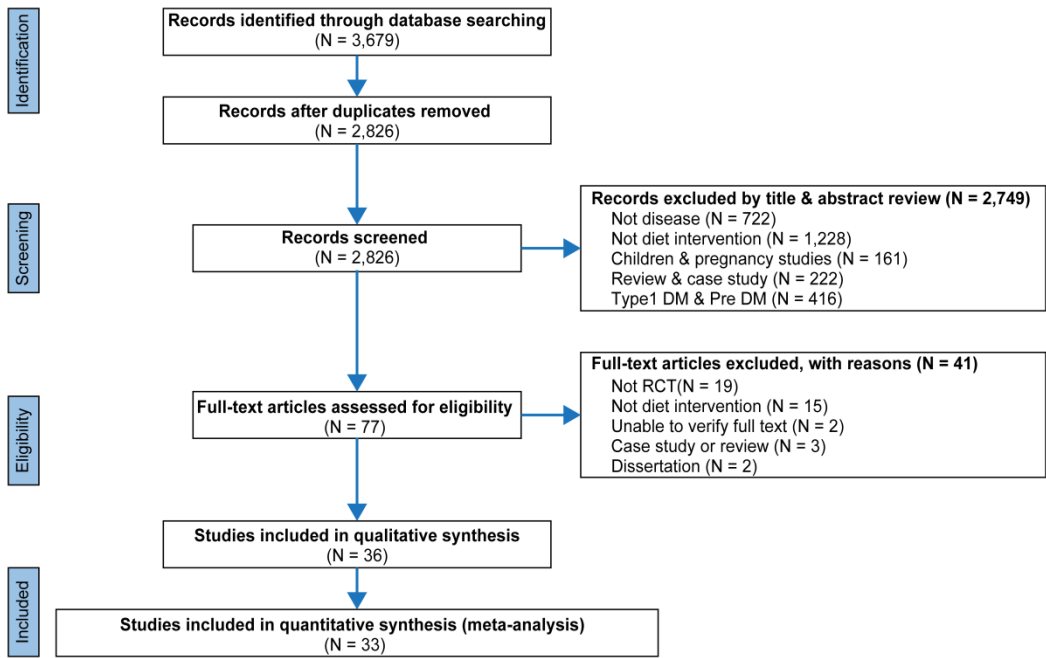 Identification
Records identified through database searching
(N = 3,679)
Records after duplicates removed
(N = 2,826)
Screening
Records screened
(N = 2,826)
Records excluded by title & abstract review (N = 2,749)
Not disease (N = 722)
Not diet intervention (N = 1,228)
Children & pregnancy studies (N = 161)
Review & case study (N = 222)
Type1 DM & Pre DM (N = 416)
Eligibility
Full-text articles assessed for eligibility
(N = 77)
Full-text articles excluded, with reasons (N = 41)
Not RCT(N = 19)
Not diet intervention (N = 15)
Unable to verify full text (N = 2)
Case study or review (N = 3)
Dissertation (N = 2)
Studies included in qualitative synthesis
(N = 36)
Included
Studies included in quantitative synthesis (meta-analysis)
(N = 33)